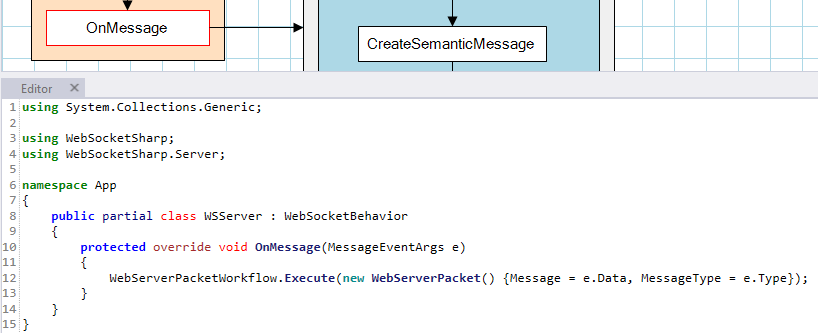 OnMessage
CreateSemanticMessage
Editor ✕
1 using System.Collections.Generic;
2
3 using WebSocketSharp;
4 using WebSocketSharp.Server;
5
6 namespace App
7 {
8     public partial class WSServer : WebSocketBehavior
9     {
10         protected override void OnMessage(MessageEventArgs e)
11         {
12             WebServerPacketWorkflow.Execute(new WebServerPacket() {Message = e.Data, MessageType = e.Type});
13         }
14     }
15 }